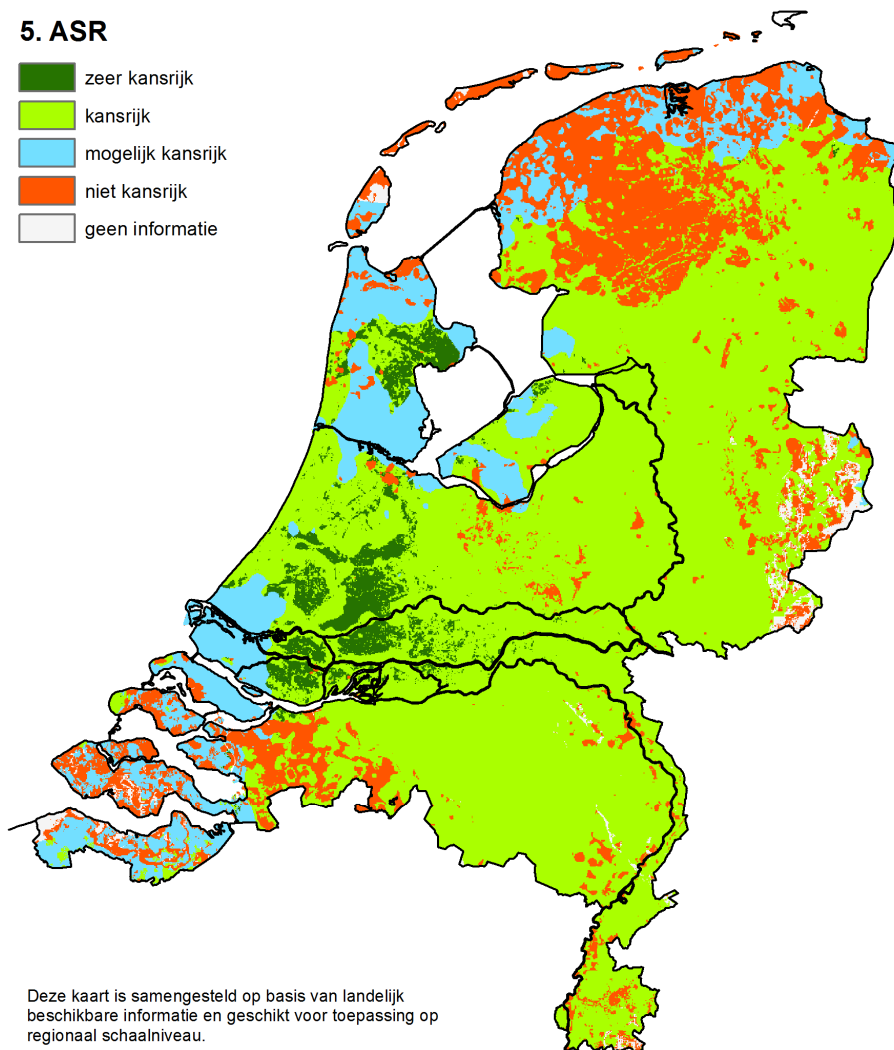 5. ASR
zeer kansrijk
kansrijk
mogelijk kansrijk
niet kansrijk
geen informatie
Deze kaart is samengesteld op basis van landelijk
beschikbare informatie en geschikt voor toepassing op
regionaal schaalniveau.